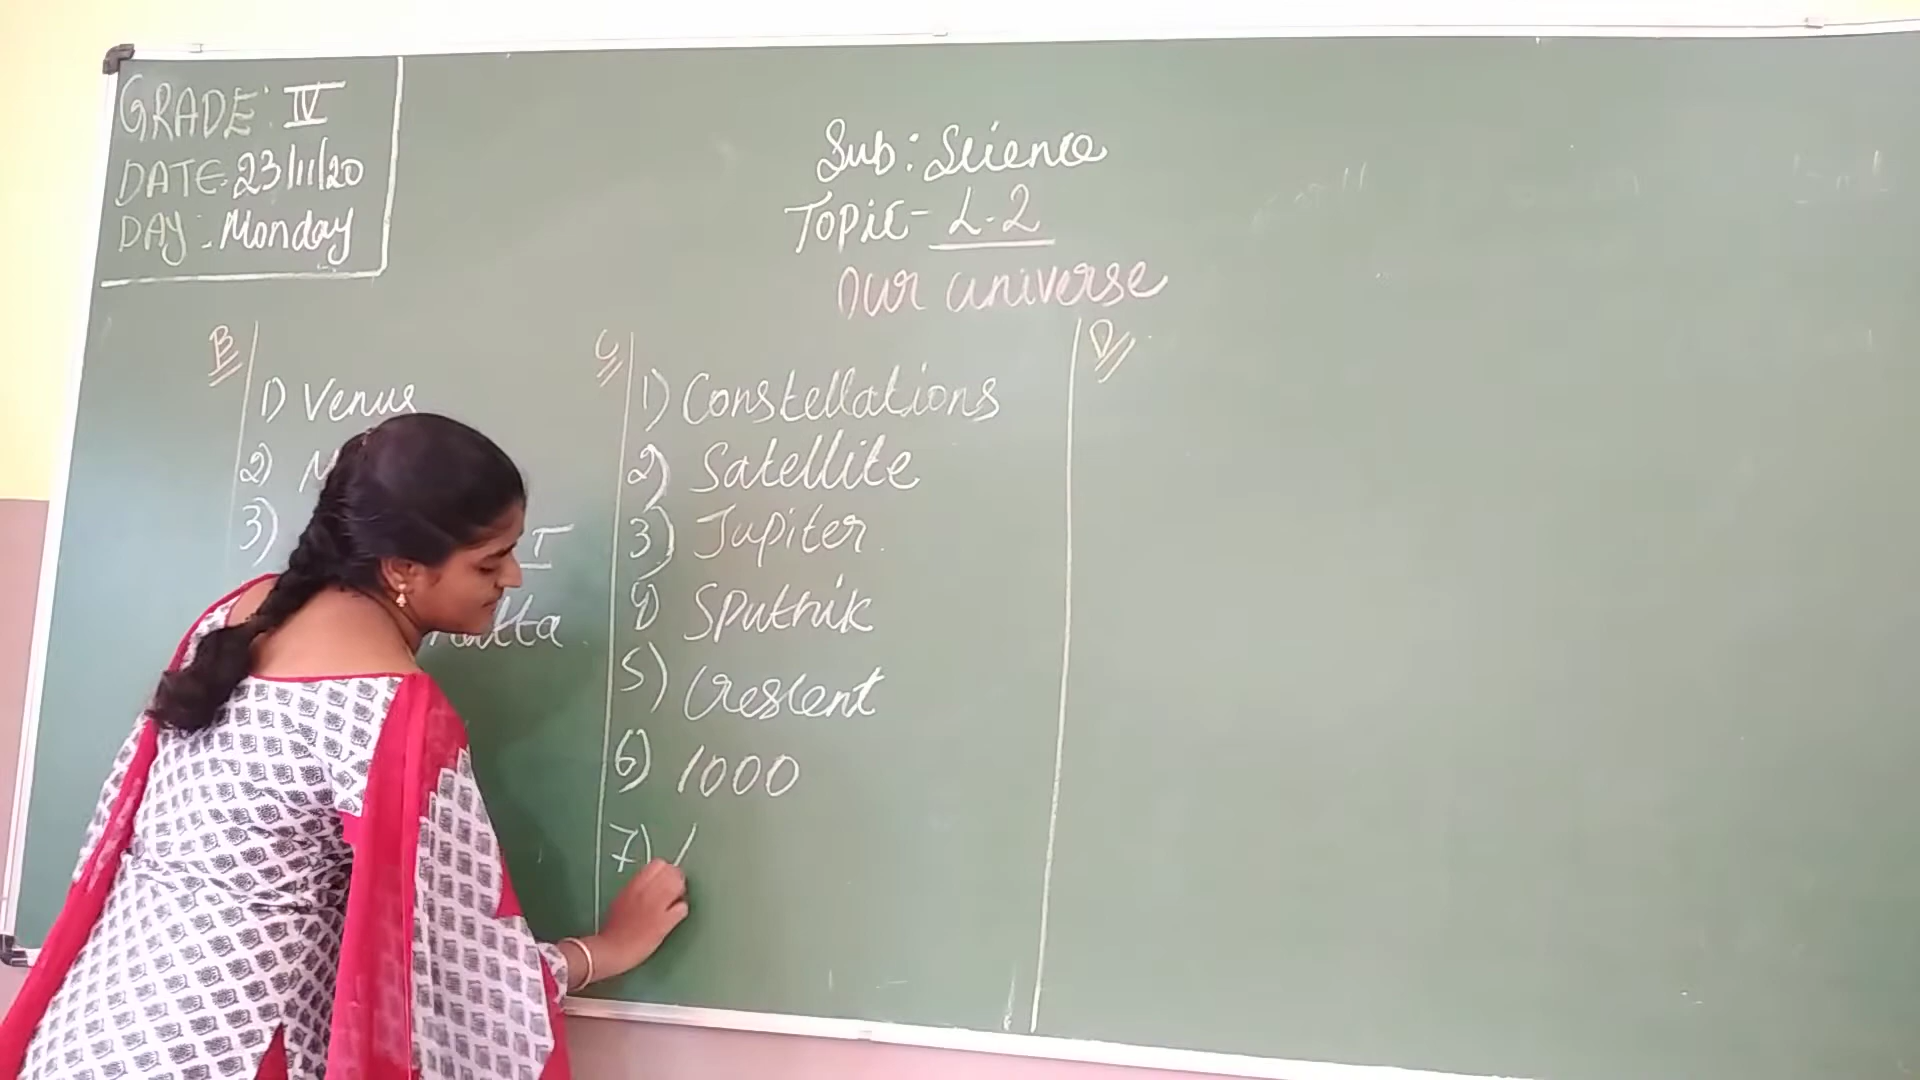 GRADE: IV
DATE: 23/11/20
DAY: Monday
Sub: Science
Topic- L-2
Our universe
B
1) Venus
2)
3)
C
1) Constellations
2) Satellite
3) Jupiter
4) Sputnik
5) Crescent
6) 1000
7)
D